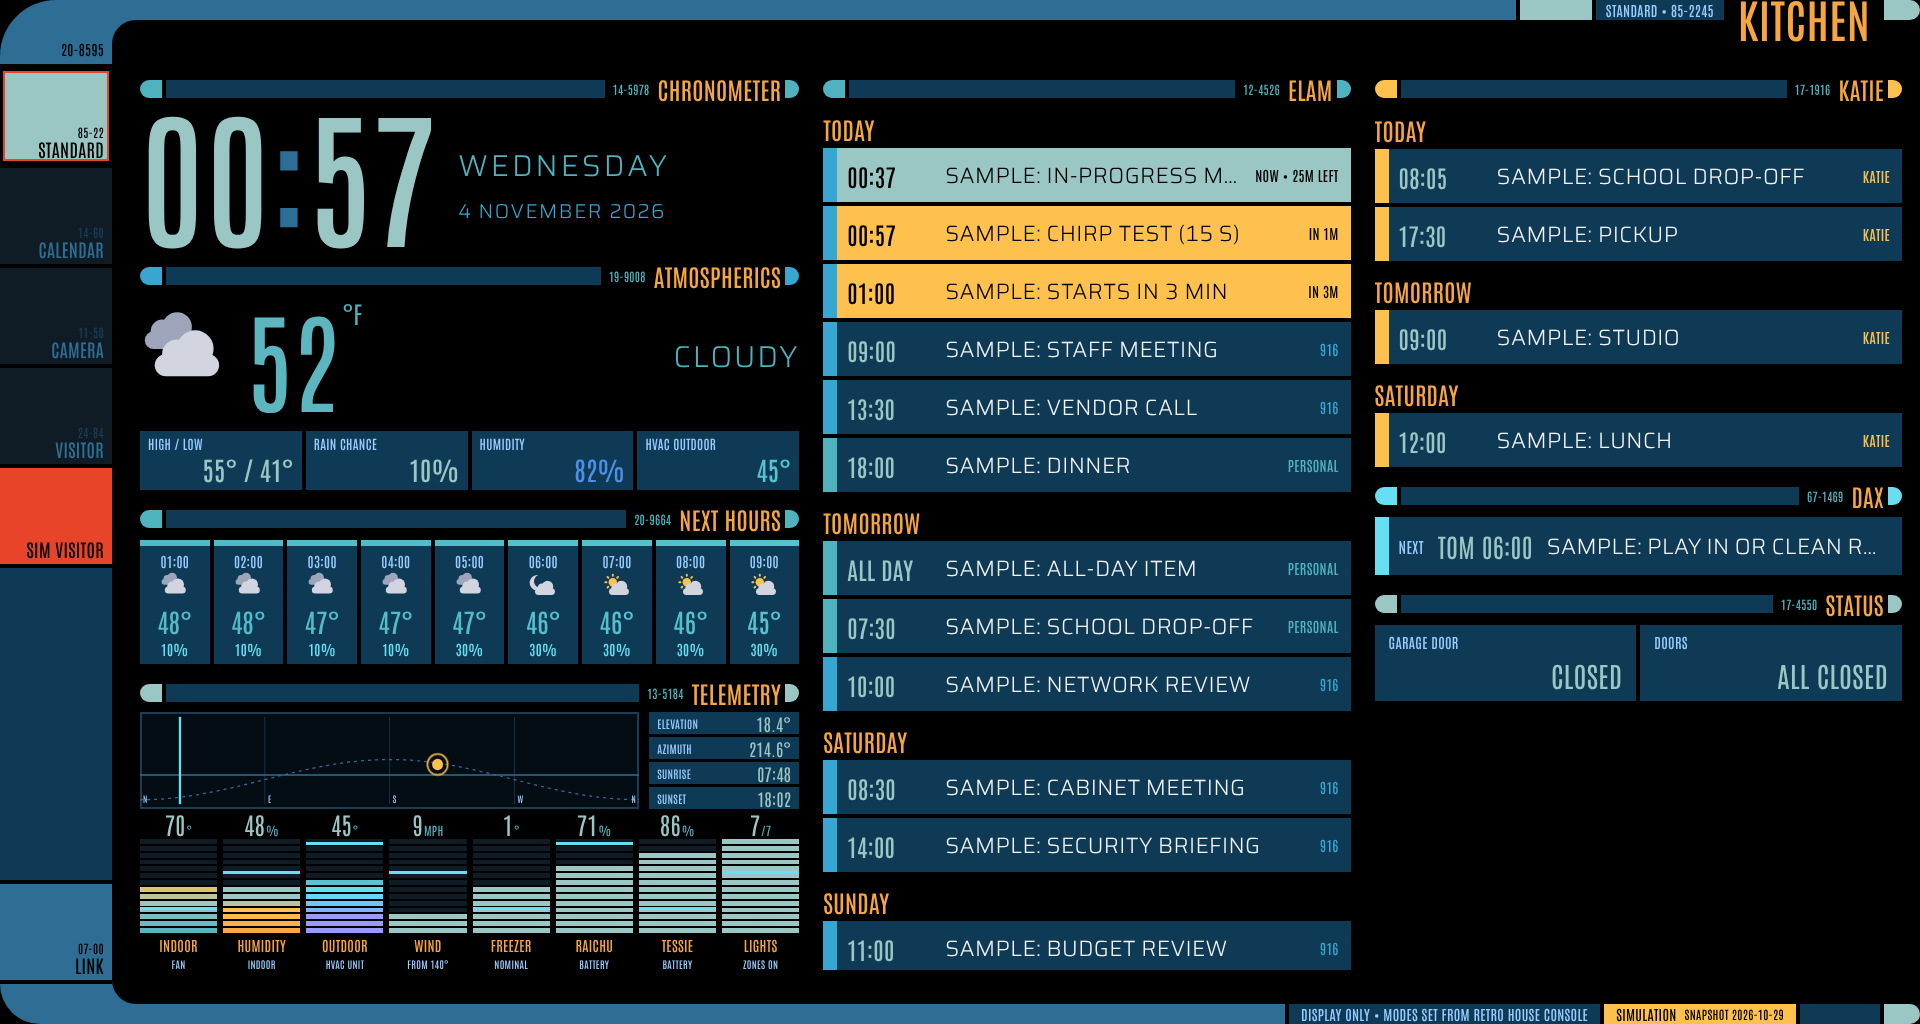 STANDARD • 85-2245
KITCHEN
20-8595
85-22
STANDARD
14-60
CALENDAR
11-50
CAMERA
24-84
VISITOR
SIM VISITOR
07-00
LINK
14-5978 CHRONOMETER
00:57
WEDNESDAY
4 NOVEMBER 2026
19-9008 ATMOSPHERICS
52 °F
CLOUDY
HIGH / LOW
55° / 41°
RAIN CHANCE
10%
HUMIDITY
82%
HVAC OUTDOOR
45°
20-9664 NEXT HOURS
01:00 02:00 03:00 04:00 05:00 06:00 07:00 08:00 09:00
48° 48° 47° 47° 47° 46° 46° 46° 45°
10% 10% 10% 10% 30% 30% 30% 30% 30%
13-5184 TELEMETRY
N E S W N
ELEVATION 18.4°
AZIMUTH 214.6°
SUNRISE 07:48
SUNSET 18:02
70° 48% 45° 9MPH 1° 71% 86% 7/7
INDOOR HUMIDITY OUTDOOR WIND FREEZER RAICHU TESSIE LIGHTS
FAN INDOOR HVAC UNIT FROM 140° NOMINAL BATTERY BATTERY ZONES ON
12-4526 ELAM
TODAY
00:37 SAMPLE: IN-PROGRESS M... NOW • 25M LEFT
00:57 SAMPLE: CHIRP TEST (15 S) IN 1M
01:00 SAMPLE: STARTS IN 3 MIN IN 3M
09:00 SAMPLE: STAFF MEETING 916
13:30 SAMPLE: VENDOR CALL 916
18:00 SAMPLE: DINNER PERSONAL
TOMORROW
ALL DAY SAMPLE: ALL-DAY ITEM PERSONAL
07:30 SAMPLE: SCHOOL DROP-OFF PERSONAL
10:00 SAMPLE: NETWORK REVIEW 916
SATURDAY
08:30 SAMPLE: CABINET MEETING 916
14:00 SAMPLE: SECURITY BRIEFING 916
SUNDAY
11:00 SAMPLE: BUDGET REVIEW 916
17-1916 KATIE
TODAY
08:05 SAMPLE: SCHOOL DROP-OFF KATIE
17:30 SAMPLE: PICKUP KATIE
TOMORROW
09:00 SAMPLE: STUDIO KATIE
SATURDAY
12:00 SAMPLE: LUNCH KATIE
67-1469 DAX
NEXT TOM 06:00 SAMPLE: PLAY IN OR CLEAN R...
17-4550 STATUS
GARAGE DOOR
CLOSED
DOORS
ALL CLOSED
DISPLAY ONLY • MODES SET FROM RETRO HOUSE CONSOLE
SIMULATION SNAPSHOT 2026-10-29